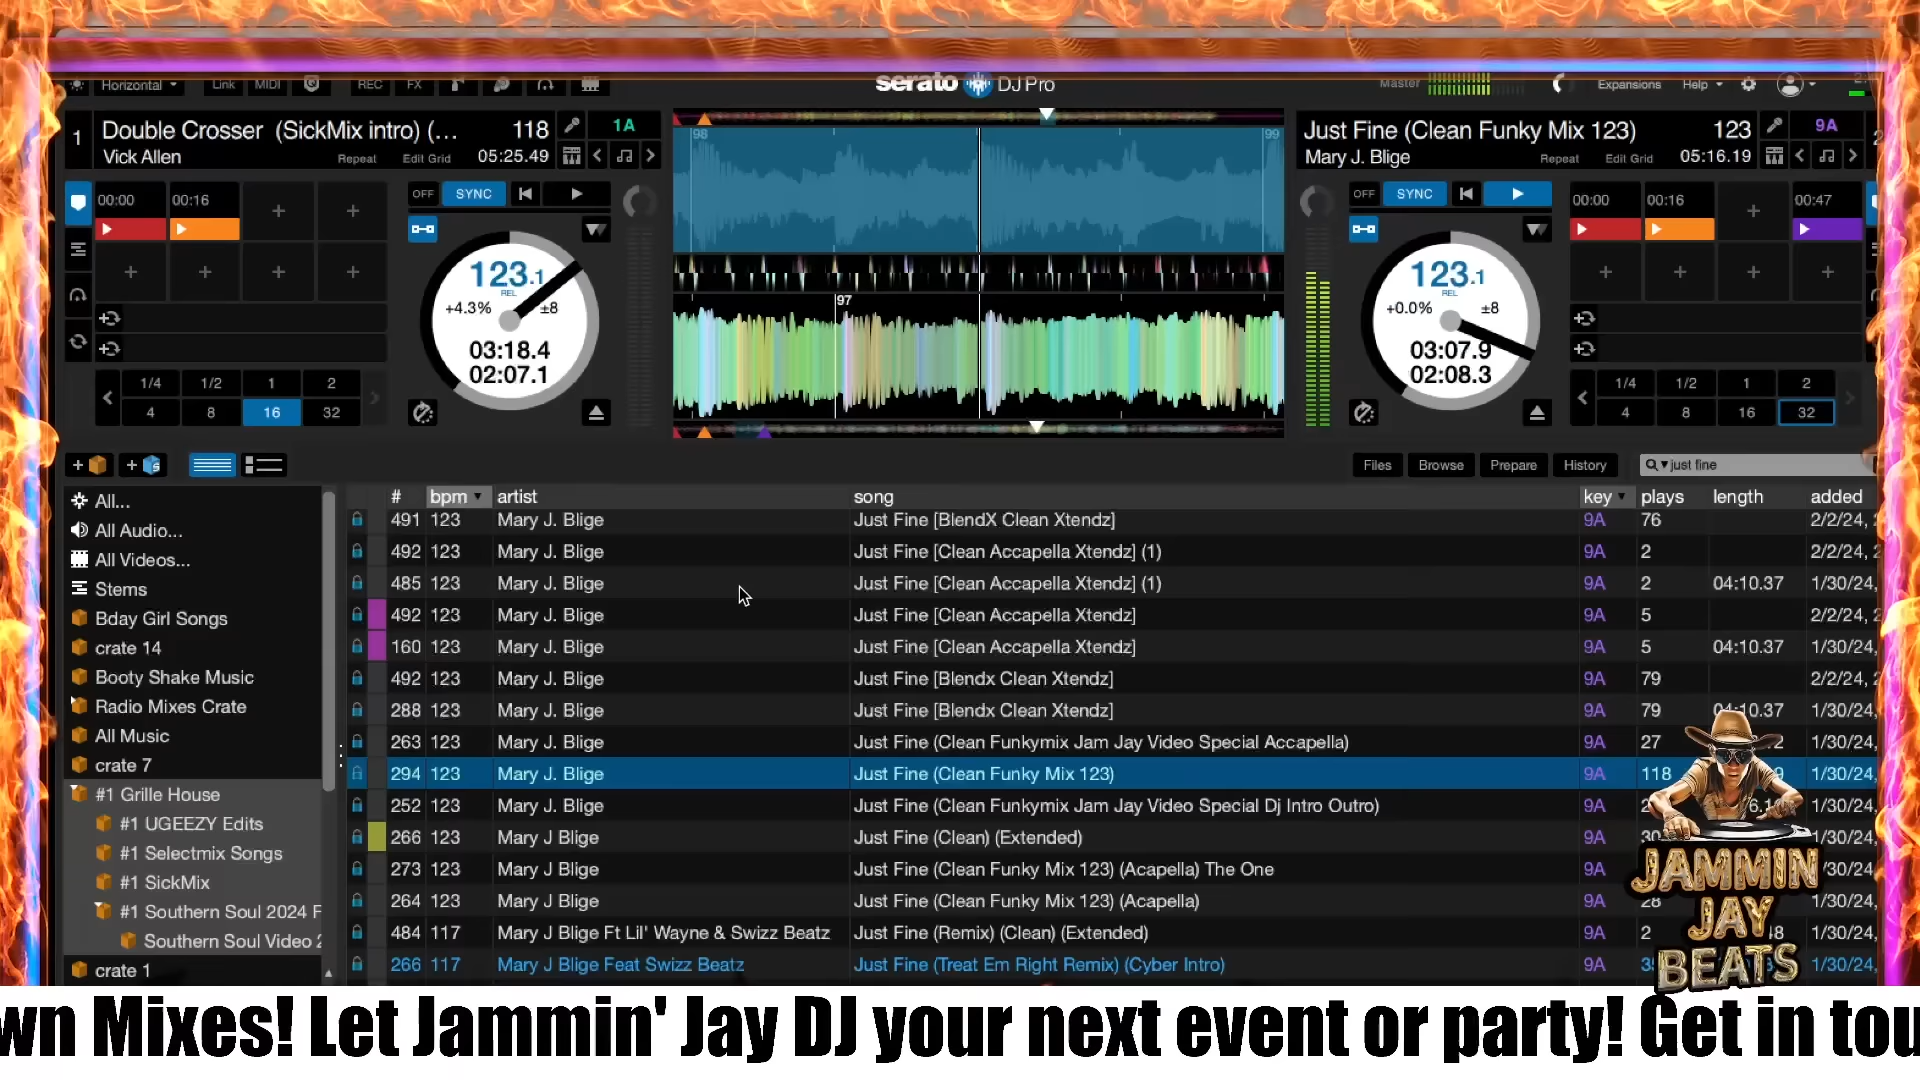 Horizontal Link MIDI REC FX serato DJ Pro Master Expansions Help
1 Double Crosser (SickMix intro) (... 118 1A
Vick Allen Repeat Edit Grid 05:25.49
Just Fine (Clean Funky Mix 123) 123 9A
Mary J. Blige Repeat Edit Grid 05:16.19
00:00 00:16 OFF SYNC
123.1
REL
+4.3% ±8
03:18.4
02:07.1
1/4 1/2 1 2
4 8 16 32
98 99
97
OFF SYNC 00:00 00:16 00:47
123.1
REL
+0.0% ±8
03:07.9
02:08.3
1/4 1/2 1 2
4 8 16 32
Files Browse Prepare History just fine
All...
All Audio...
All Videos...
Stems
Bday Girl Songs
crate 14
Booty Shake Music
Radio Mixes Crate
All Music
crate 7
#1 Grille House
#1 UGEEZY Edits
#1 Selectmix Songs
#1 SickMix
#1 Southern Soul 2024 F
Southern Soul Video 2
crate 1
# bpm artist song key plays length added
491 123 Mary J. Blige Just Fine [BlendX Clean Xtendz] 9A 76 2/2/24, 2
492 123 Mary J. Blige Just Fine [Clean Accapella Xtendz] (1) 9A 2 2/2/24, 2
485 123 Mary J. Blige Just Fine [Clean Accapella Xtendz] (1) 9A 2 04:10.37 1/30/24,
492 123 Mary J. Blige Just Fine [Clean Accapella Xtendz] 9A 5 2/2/24, 2
160 123 Mary J. Blige Just Fine [Clean Accapella Xtendz] 9A 5 04:10.37 1/30/24,
492 123 Mary J. Blige Just Fine [Blendx Clean Xtendz] 9A 79 2/2/24, 2
288 123 Mary J. Blige Just Fine [Blendx Clean Xtendz] 9A 79 04:10.37 1/30/24,
263 123 Mary J. Blige Just Fine (Clean Funkymix Jam Jay Video Special Accapella) 9A 27 1/30/24,
294 123 Mary J. Blige Just Fine (Clean Funky Mix 123) 9A 118 1/30/24,
252 123 Mary J. Blige Just Fine (Clean Funkymix Jam Jay Video Special Dj Intro Outro) 9A 1/30/24,
266 123 Mary J Blige Just Fine (Clean) (Extended) 9A 1/30/24,
273 123 Mary J Blige Just Fine (Clean Funky Mix 123) (Acapella) The One 9A
264 123 Mary J Blige Just Fine (Clean Funky Mix 123) (Acapella) 9A 28 1/30/24,
484 117 Mary J Blige Ft Lil' Wayne & Swizz Beatz Just Fine (Remix) (Clean) (Extended) 9A 2 1/30/24,
266 117 Mary J Blige Feat Swizz Beatz Just Fine (Treat Em Right Remix) (Cyber Intro) 9A 1/30/24,
JAMMIN
JAY
BEATS
wn Mixes! Let Jammin' Jay DJ your next event or party! Get in tou